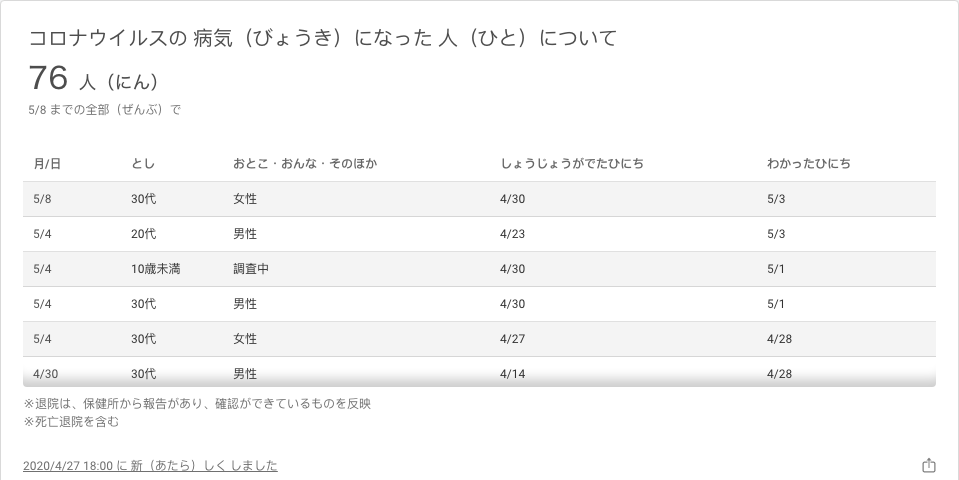 コロナウイルスの 病気（びょうき）になった 人（ひと）について
76 人（にん）
5/8 までの全部（ぜんぶ）で
月/日 とし おとこ・おんな・そのほか しょうじょうがでたひにち わかったひにち
5/8 30代 女性 4/30 5/3
5/4 20代 男性 4/23 5/3
5/4 10歳未満 調査中 4/30 5/1
5/4 30代 男性 4/30 5/1
5/4 30代 女性 4/27 4/28
4/30 30代 男性 4/14 4/28
※退院は、保健所から報告があり、確認ができているものを反映
※死亡退院を含む
2020/4/27 18:00 に 新（あたら）しく しました